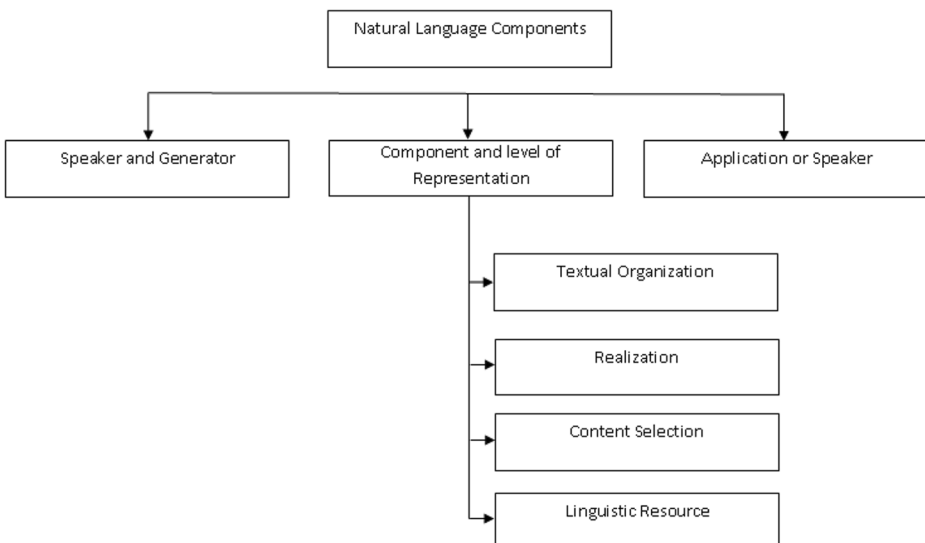 Natural Language Components
Speaker and Generator
Component and level of
Representation
Application or Speaker
Textual Organization
Realization
Content Selection
Linguistic Resource